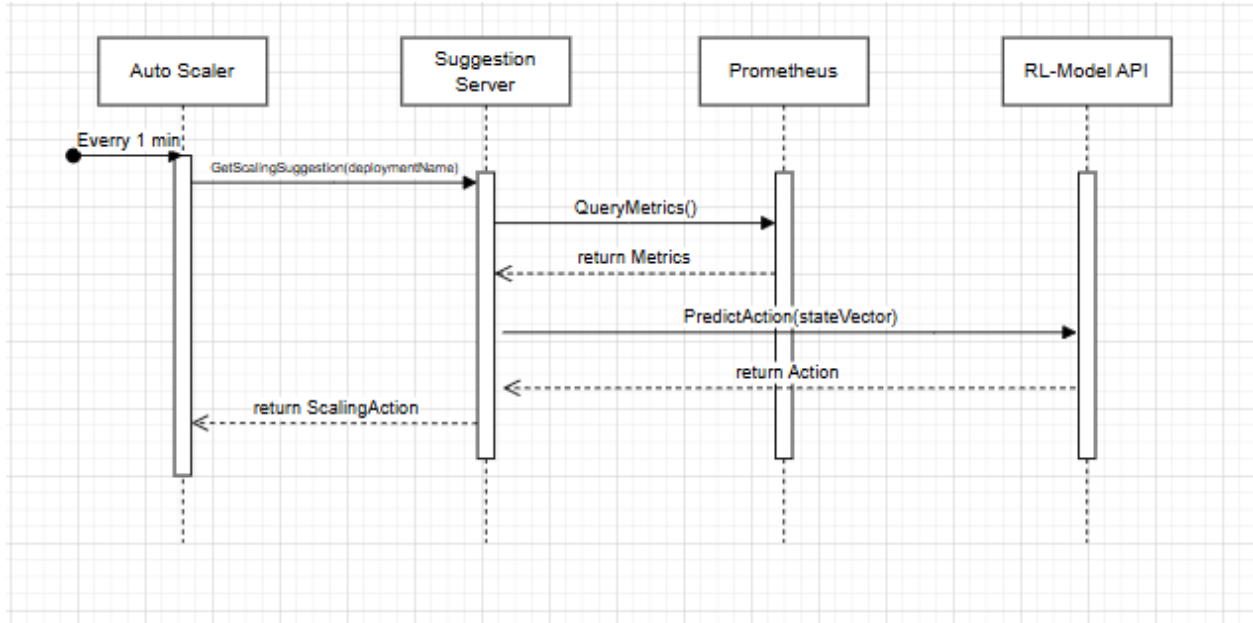 Auto Scaler
Suggestion
Server
Prometheus
RL-Model API
Everry 1 min
GetScalingSuggestion(deploymentName)
QueryMetrics()
return Metrics
PredictAction(stateVector)
return Action
return ScalingAction